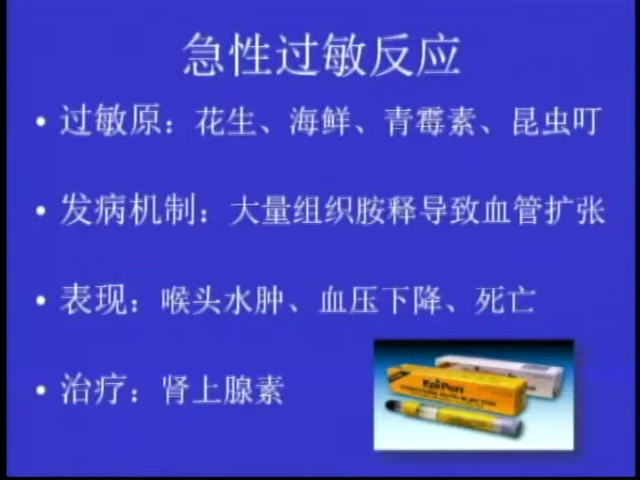 急性过敏反应
• 过敏原：花生、海鲜、青霉素、昆虫叮
• 发病机制：大量组织胺释导致血管扩张
• 表现：喉头水肿、血压下降、死亡
• 治疗：肾上腺素
EpiPen